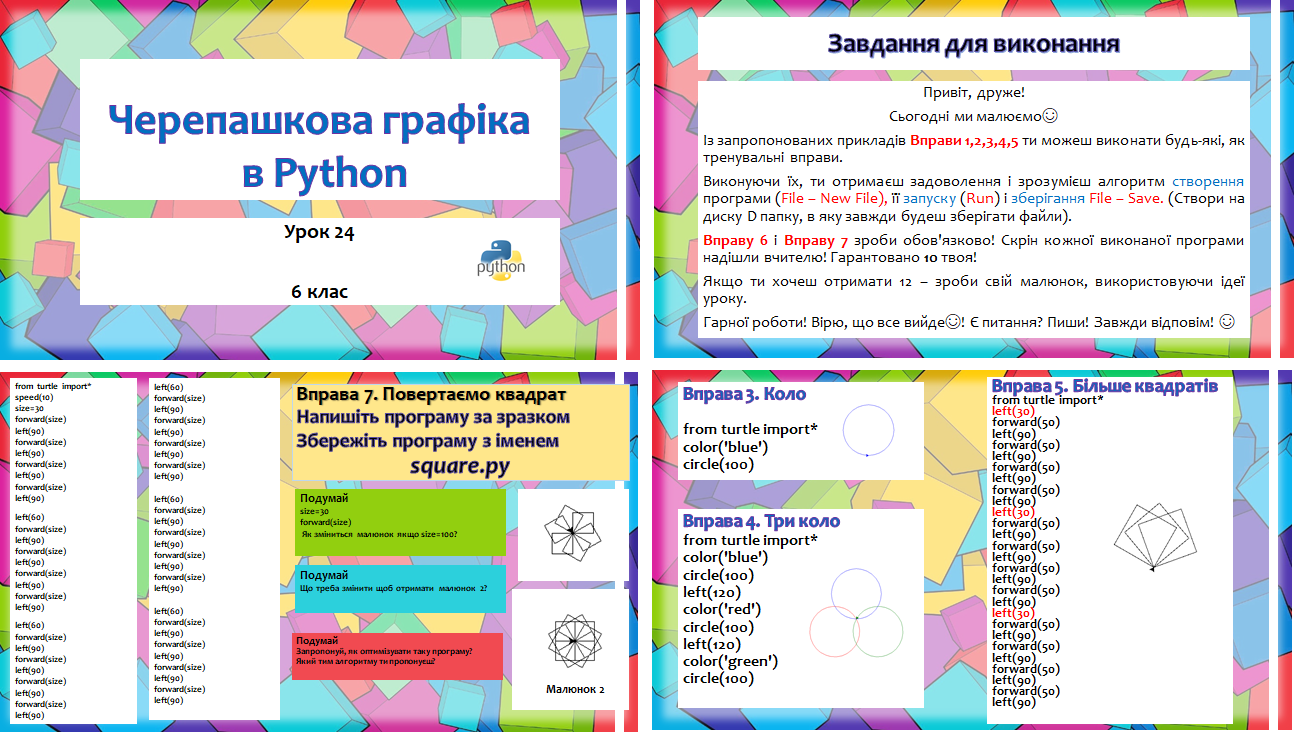 Черепашкова графіка
в Python
Урок 24
python
6 клас
Завдання для виконання
Привіт, друже!
Сьогодні ми малюємо☺
Із запропонованих прикладів Вправи 1,2,3,4,5 ти можеш виконати будь-які, як
тренувальні вправи.
Виконуючи їх, ти отримаєш задоволення і зрозумієш алгоритм створення
програми (File – New File), її запуску (Run) і зберігання File – Save. (Створи на
диску D папку, в яку завжди будеш зберігати файли).
Вправу 6 і Вправу 7 зроби обов'язково! Скрін кожної виконаної програми
надішли вчителю! Гарантовано 10 твоя!
Якщо ти хочеш отримати 12 – зроби свій малюнок, використовуючи ідеї
уроку.
Гарної роботи! Вірю, що все вийде☺! Є питання? Пиши! Завжди відповім! ☺
from turtle import*
speed(10)
size=30
forward(size)
left(90)
forward(size)
left(90)
forward(size)
left(90)
forward(size)
left(90)
left(60)
forward(size)
left(90)
forward(size)
left(90)
forward(size)
left(90)
forward(size)
left(90)
left(60)
forward(size)
left(90)
forward(size)
left(90)
forward(size)
left(90)
forward(size)
left(90)
left(60)
forward(size)
left(90)
forward(size)
left(90)
forward(size)
left(90)
forward(size)
left(90)
left(60)
forward(size)
left(90)
forward(size)
left(90)
forward(size)
left(90)
forward(size)
left(90)
left(60)
forward(size)
left(90)
forward(size)
left(90)
forward(size)
left(90)
forward(size)
left(90)
Вправа 7. Повертаємо квадрат
Напишіть програму за зразком
Збережіть програму з іменем
square.py
Подумай
size=30
forward(size)
Як зміниться малюнок якщо size=100?
Подумай
Що треба змінити щоб отримати малюнок 2?
Подумай
Запропонуй, як оптимізувати таку програму?
Який тим алгоритму ти пропонуєш?
Малюнок 2
Вправа 3. Коло
from turtle import*
color('blue')
circle(100)
Вправа 4. Три коло
from turtle import*
color('blue')
circle(100)
left(120)
color('red')
circle(100)
left(120)
color('green')
circle(100)
Вправа 5. Більше квадратів
from turtle import*
left(30)
forward(50)
left(90)
forward(50)
left(90)
forward(50)
left(90)
forward(50)
left(90)
left(30)
forward(50)
left(90)
forward(50)
left(90)
forward(50)
left(90)
forward(50)
left(90)
left(30)
forward(50)
left(90)
forward(50)
left(90)
forward(50)
left(90)
forward(50)
left(90)